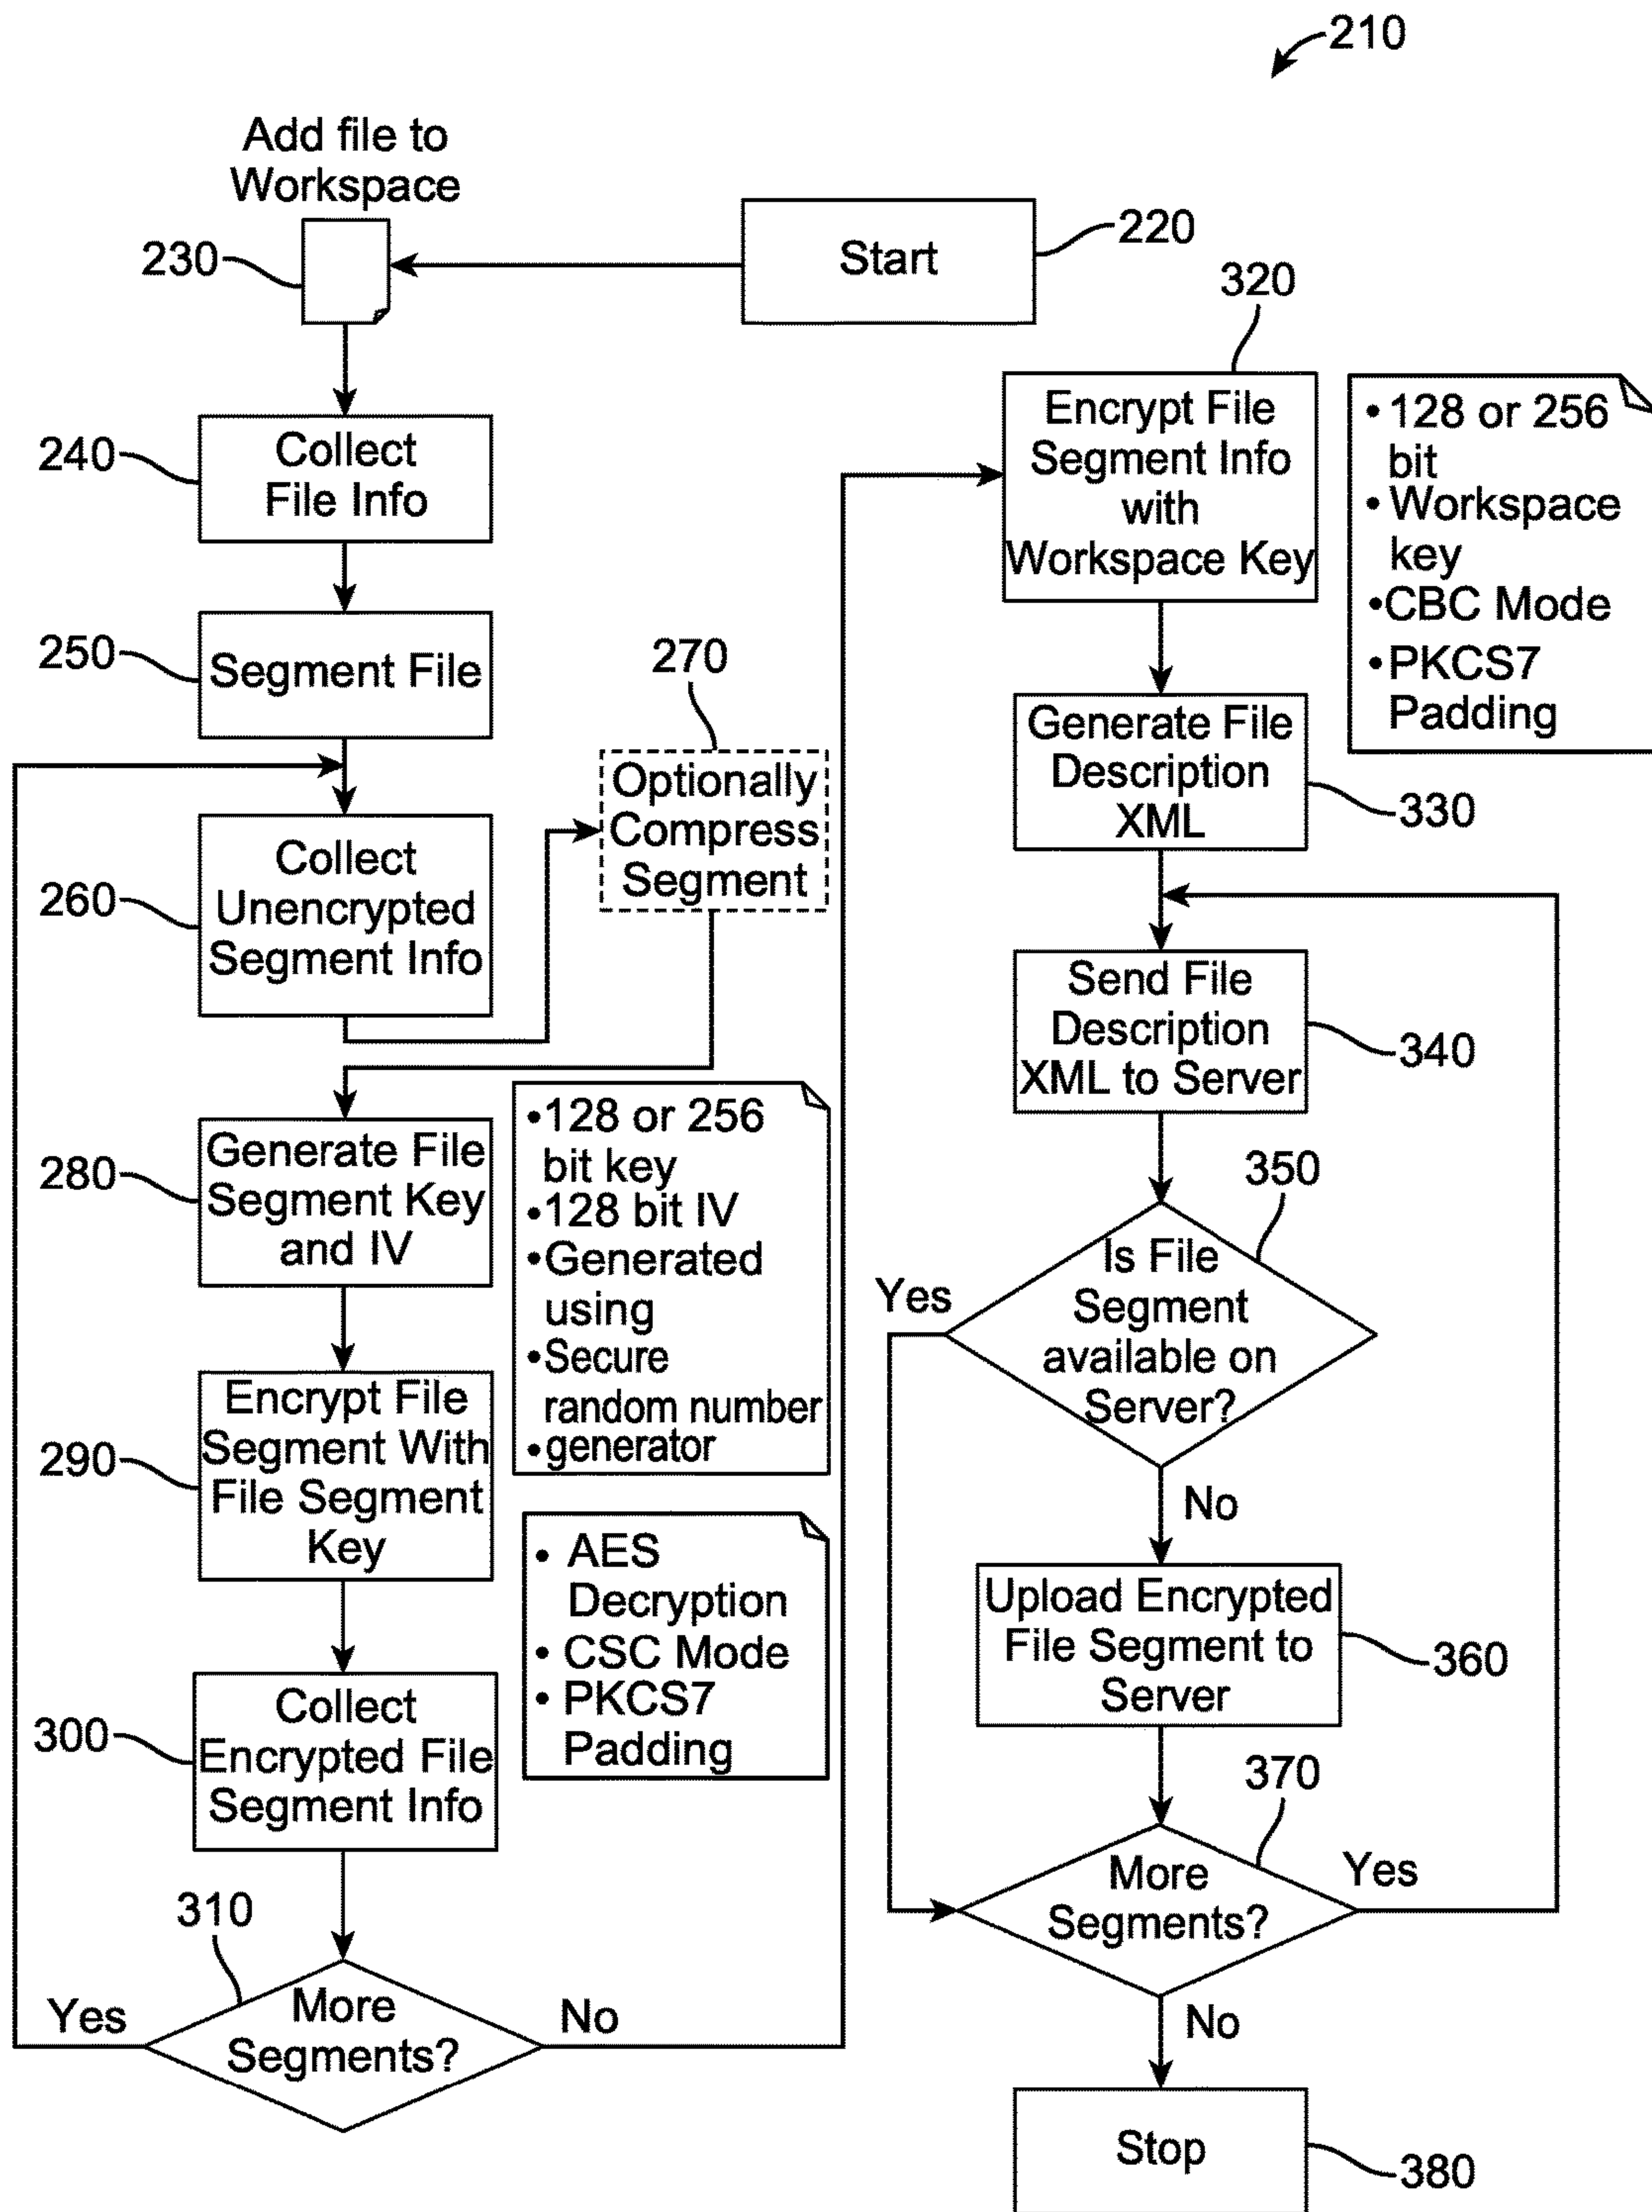 210
Add file to
Workspace
230
Start
220
240
Collect
File Info
250
Segment File
260
Collect
Unencrypted
Segment Info
270
Optionally
Compress
Segment
280
Generate File
Segment Key
and IV
•128 or 256
bit key
•128 bit IV
•Generated
using
•Secure
random number
•generator
290
Encrypt File
Segment With
File Segment
Key
• AES
Decryption
• CSC Mode
• PKCS7
Padding
300
Collect
Encrypted File
Segment Info
310
More
Segments?
Yes
No
320
Encrypt File
Segment Info
with
Workspace Key
• 128 or 256
bit
• Workspace
key
•CBC Mode
•PKCS7
Padding
Generate File
Description
XML
330
Send File
Description
XML to Server
340
350
Is File
Segment
available on
Server?
Yes
No
Upload Encrypted
File Segment to
Server
360
370
More
Segments?
Yes
No
Stop
380